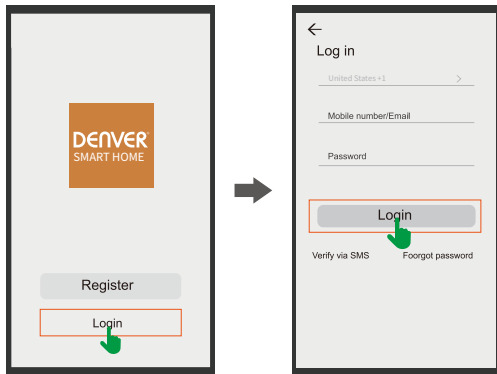 DENVER
SMART HOME
Register
Login
Log in
United States +1
Mobile number/Email
Password
Login
Verify via SMS
Foorgot password